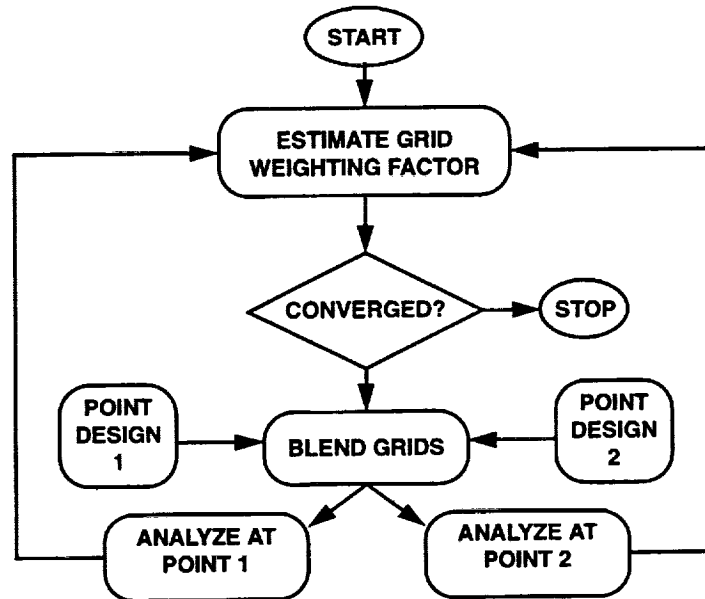 START
ESTIMATE GRID
WEIGHTING FACTOR
CONVERGED?
STOP
POINT
DESIGN
1
BLEND GRIDS
POINT
DESIGN
2
ANALYZE AT
POINT 1
ANALYZE AT
POINT 2